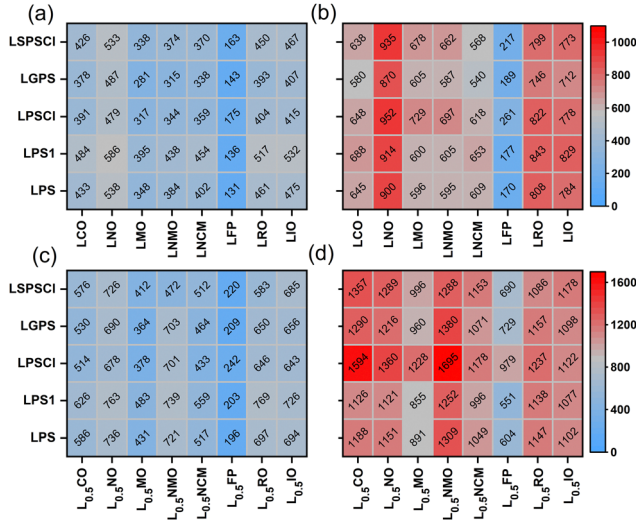 (a)
(b)
LSPSCI 426 533 338 374 370 163 450 467 638 935 678 662 568 217 799 773 1000
LGPS 378 487 281 315 338 143 393 407 580 870 605 587 540 189 746 712 800
LPSCI 391 479 317 344 359 175 404 415 648 952 729 697 618 261 822 778 600
LPS1 484 586 395 438 454 136 517 532 688 914 600 605 653 177 843 829 400
LPS 433 538 348 384 402 131 461 475 645 900 596 595 609 170 808 784 200
0
LCO LNO LMO LNMO LNCM LFP LRO LIO LCO LNO LMO LNMO LNCM LFP LRO LIO
(c)
(d)
LSPSCI 576 726 412 472 512 220 583 685 1357 1289 996 1288 1153 690 1086 1178 1600
LGPS 530 690 364 703 464 209 650 656 1290 1216 960 1380 1071 729 1157 1098 1200
LPSCI 514 678 378 701 433 242 646 643 1594 1360 1228 1695 1178 979 1237 1122
LPS1 626 763 483 739 559 203 769 726 1126 1121 855 1252 996 551 1138 1077 800
LPS 586 736 431 721 517 196 697 694 1188 1151 891 1309 1049 604 1147 1102 400
0
L0.5CO L0.5NO L0.5MO L0.5NMO L0.5NCM L0.5FP L0.5RO L0.5IO L0.5CO L0.5NO L0.5MO L0.5NMO L0.5NCM L0.5FP L0.5RO L0.5IO